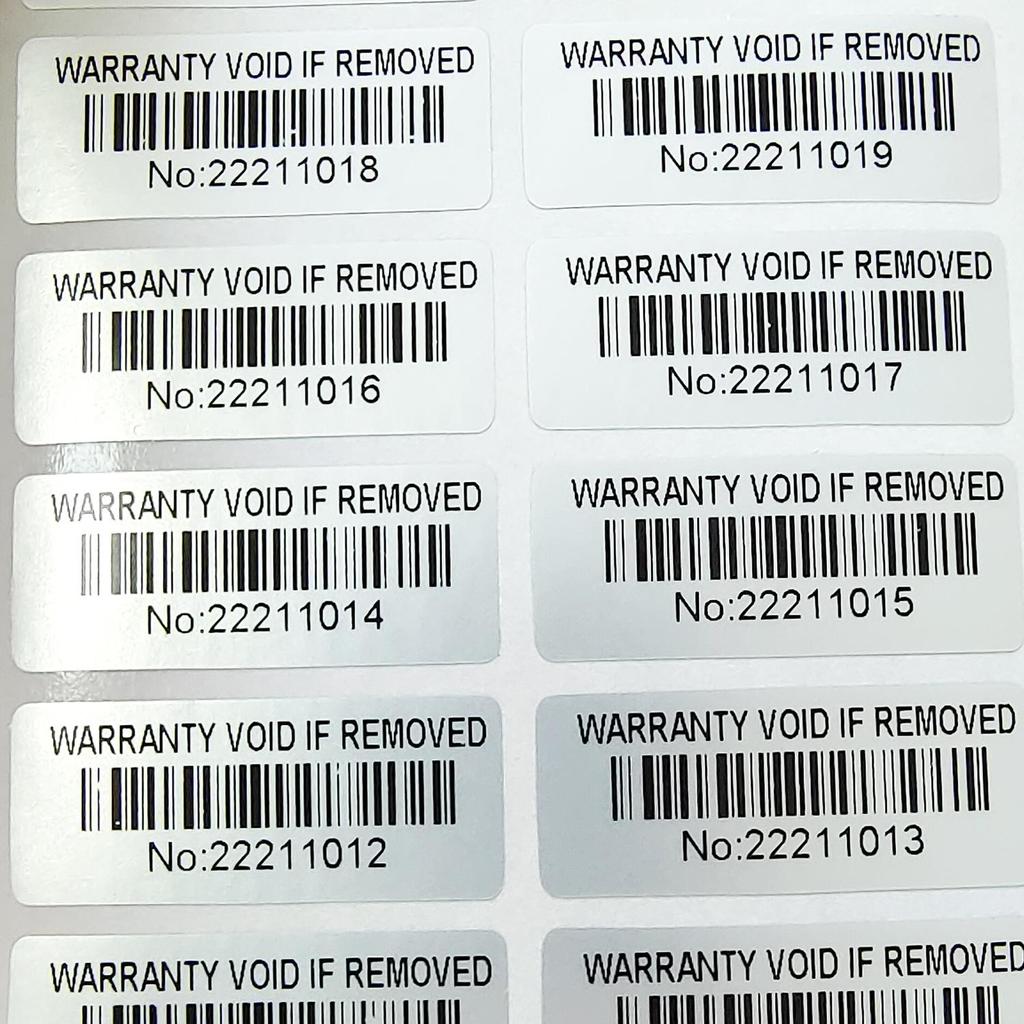 WARRANTY VOID IF REMOVED
No:22211018
WARRANTY VOID IF REMOVED
No:22211019
WARRANTY VOID IF REMOVED
No:22211016
WARRANTY VOID IF REMOVED
No:22211017
WARRANTY VOID IF REMOVED
No:22211014
WARRANTY VOID IF REMOVED
No:22211015
WARRANTY VOID IF REMOVED
No:22211012
WARRANTY VOID IF REMOVED
No:22211013
WARRANTY VOID IF REMOVED
WARRANTY VOID IF REMOVED